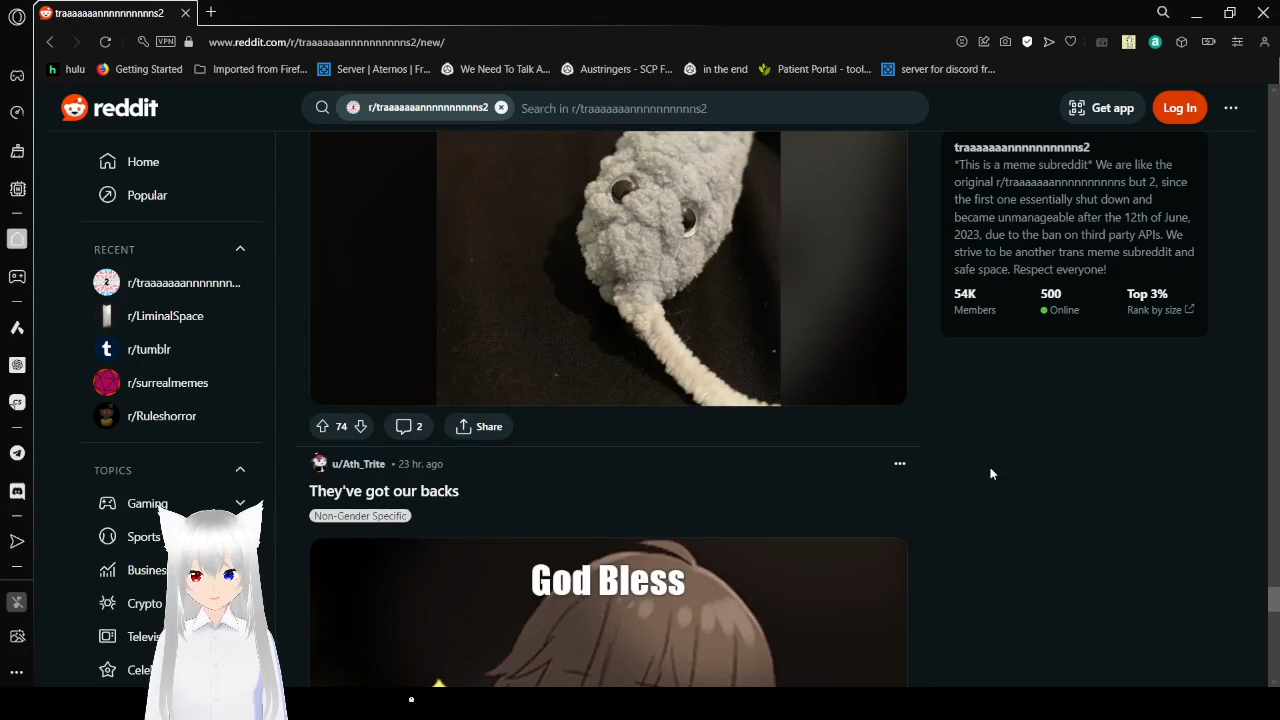 traaaaaaannnnnnnnnns2
VPN
www.reddit.com/r/traaaaaaannnnnnnnnns2/new/
hulu
Getting Started
Imported from Firef...
Server | Aternos | Fr...
We Need To Talk A...
Austringers - SCP F...
in the end
Patient Portal - tool...
server for discord fr...
reddit
r/traaaaaaannnnnnnnnns2
Search in r/traaaaaaannnnnnnnnns2
Get app
Log In
Home
Popular
RECENT
r/traaaaaaannnnnnn...
r/LiminalSpace
r/tumblr
r/surrealmemes
r/Ruleshorror
TOPICS
Gaming
Sports
Busines
Crypto
Televis
Celeb
74
2
Share
u/Ath_Trite • 23 hr. ago
They've got our backs
Non-Gender Specific
God Bless
traaaaaaannnnnnnnnns2
*This is a meme subreddit* We are like the
original r/traaaaaaannnnnnnnnns but 2, since
the first one essentially shut down and
became unmanageable after the 12th of June,
2023, due to the ban on third party APIs. We
strive to be another trans meme subreddit and
safe space. Respect everyone!
54K
500
Top 3%
Members
Online
Rank by size